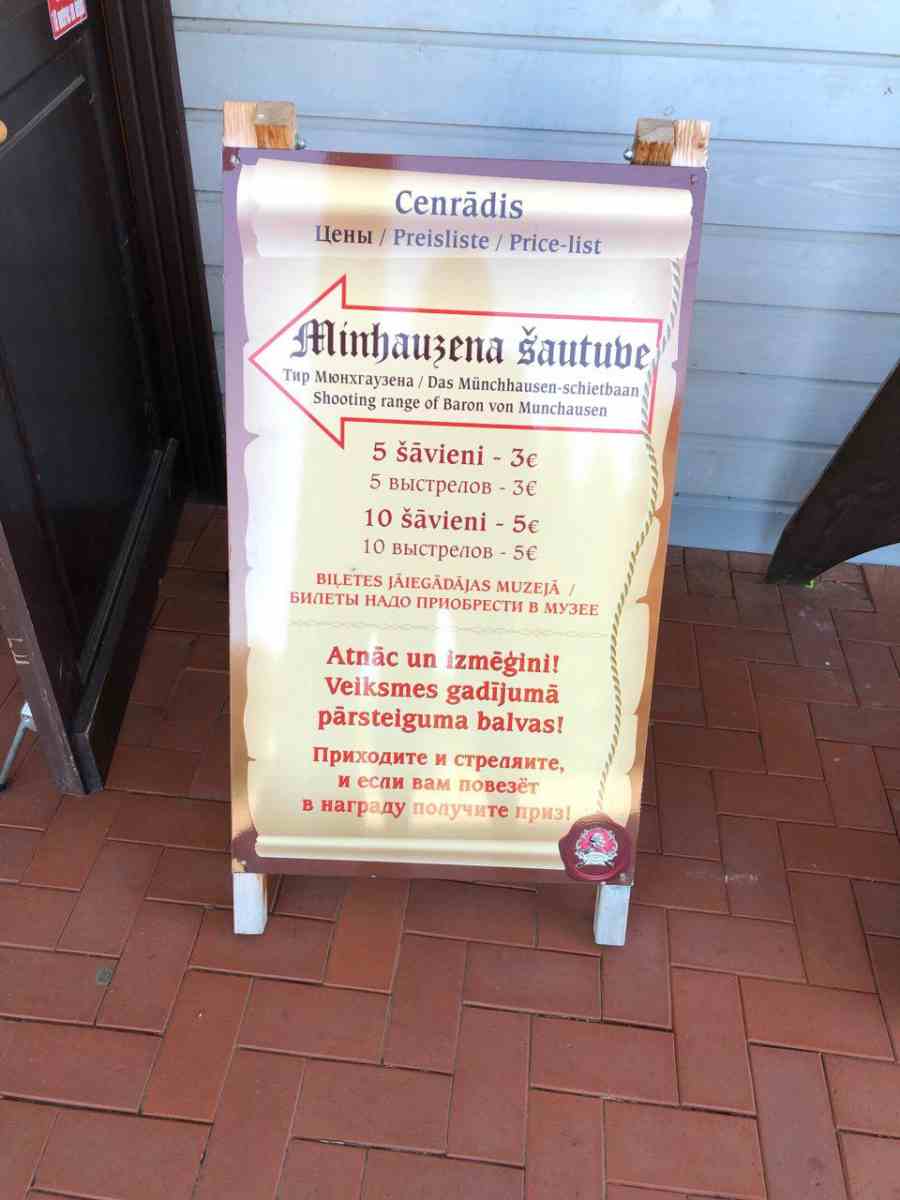 Cenrādis
Цены / Preisliste / Price-list
Minhauzena šautuve
Тир Мюнхгаузена / Das Münchhausen-schietbaan
Shooting range of Baron von Munchausen
5 šāvieni - 3€
5 выстрелов - 3€
10 šāvieni - 5€
10 выстрелов - 5€
BIĻETES JĀIEGĀDĀJAS MUZEJĀ /
БИЛЕТЫ НАДО ПРИОБРЕСТИ В МУЗЕЕ
Atnāc un izmēģini!
Veiksmes gadījumā
pārsteiguma balvas!
Приходите и стреляите,
и если вам повезёт
в награду получите приз!